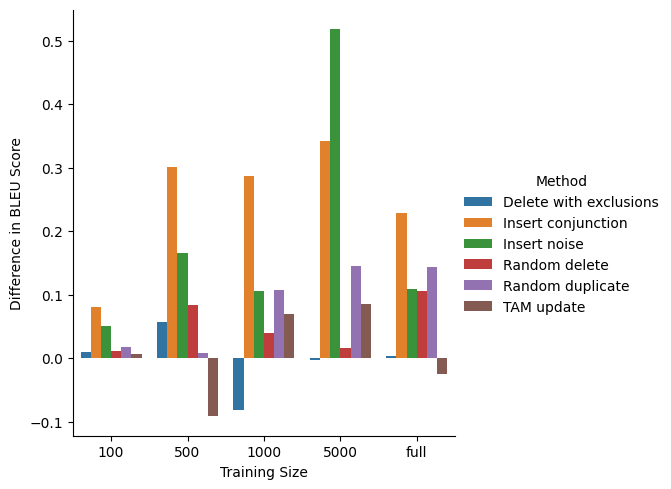 0.5
0.4
0.3
0.2
0.1
0.0
−0.1
Difference in BLEU Score
100 500 1000 5000 full
Training Size
Method
Delete with exclusions
Insert conjunction
Insert noise
Random delete
Random duplicate
TAM update